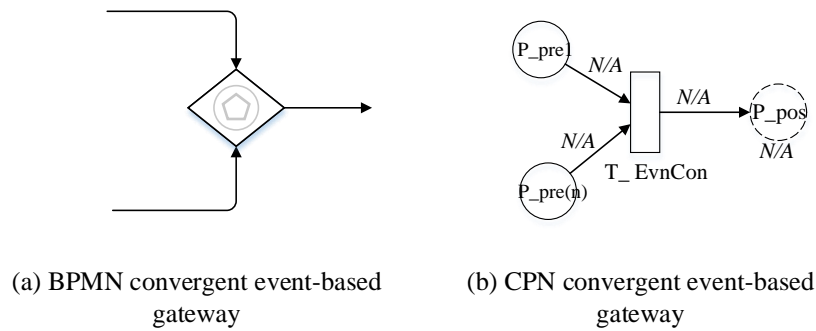 P_pre1
N/A
N/A
P_pos
N/A
N/A
P_pre(n)
T_ EvnCon
(a) BPMN convergent event-based
gateway
(b) CPN convergent event-based
gateway